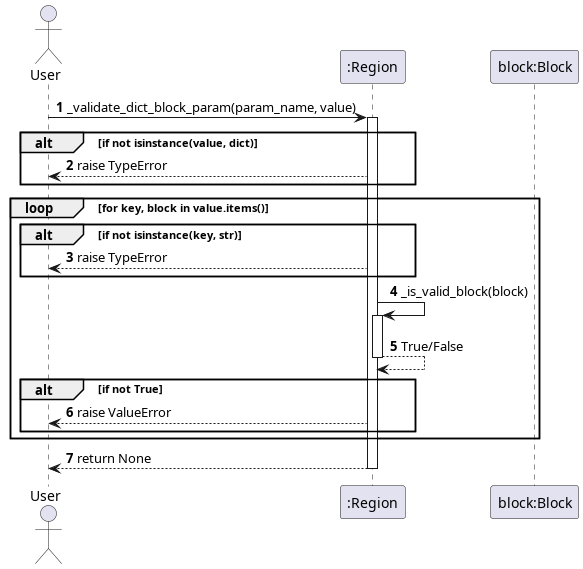 User
:Region
block:Block
1 _validate_dict_block_param(param_name, value)
alt [if not isinstance(value, dict)]
2 raise TypeError
loop [for key, block in value.items()]
alt [if not isinstance(key, str)]
3 raise TypeError
4 _is_valid_block(block)
5 True/False
alt [if not True]
6 raise ValueError
7 return None
User
:Region
block:Block